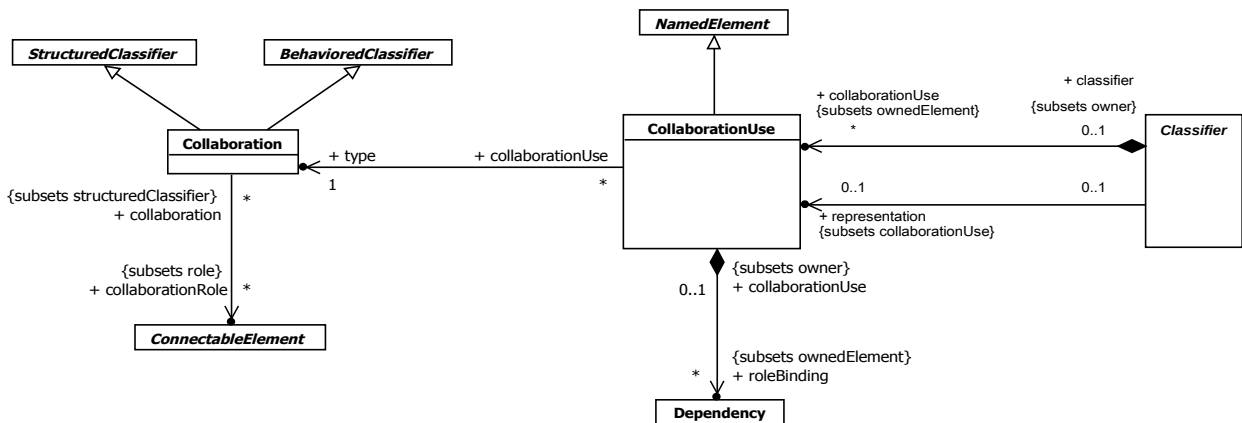 NamedElement
StructuredClassifier
BehavioredClassifier
+ classifier
+ collaborationUse
{subsets ownedElement}
{subsets owner}
*
0..1
CollaborationUse
Classifier
Collaboration
+ type
+ collaborationUse
1
*
{subsets structuredClassifier}
+ collaboration
*
0..1
0..1
+ representation
{subsets collaborationUse}
{subsets role}
+ collaborationRole
*
{subsets owner}
+ collaborationUse
0..1
ConnectableElement
{subsets ownedElement}
+ roleBinding
*
Dependency